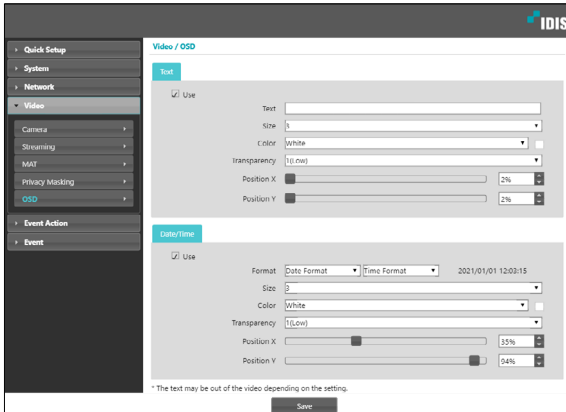 IDIS
Quick Setup
System
Network
Video
Camera
Streaming
MAT
Privacy Masking
OSD
Event Action
Event
Video / OSD
Text
Use
Text
Size 3
Color White
Transparency 1(Low)
Position X 2%
Position Y 2%
Date/Time
Use
Format Date Format Time Format 2021/01/01 12:03:15
Size 3
Color White
Transparency 1(Low)
Position X 35%
Position Y 94%
* The text may be out of the video depending on the setting.
Save